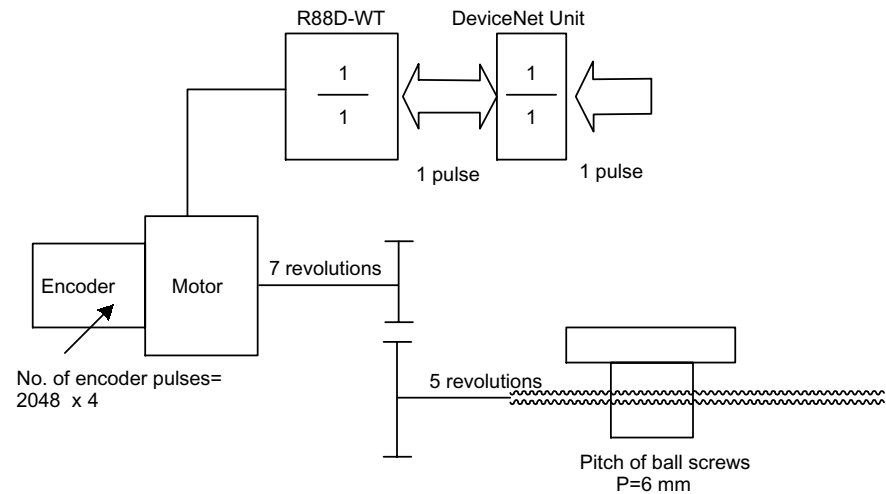 R88D-WT
DeviceNet Unit
1
1
1
1
1 pulse
1 pulse
7 revolutions
Encoder
Motor
No. of encoder pulses=
2048 x 4
5 revolutions
Pitch of ball screws
P=6 mm